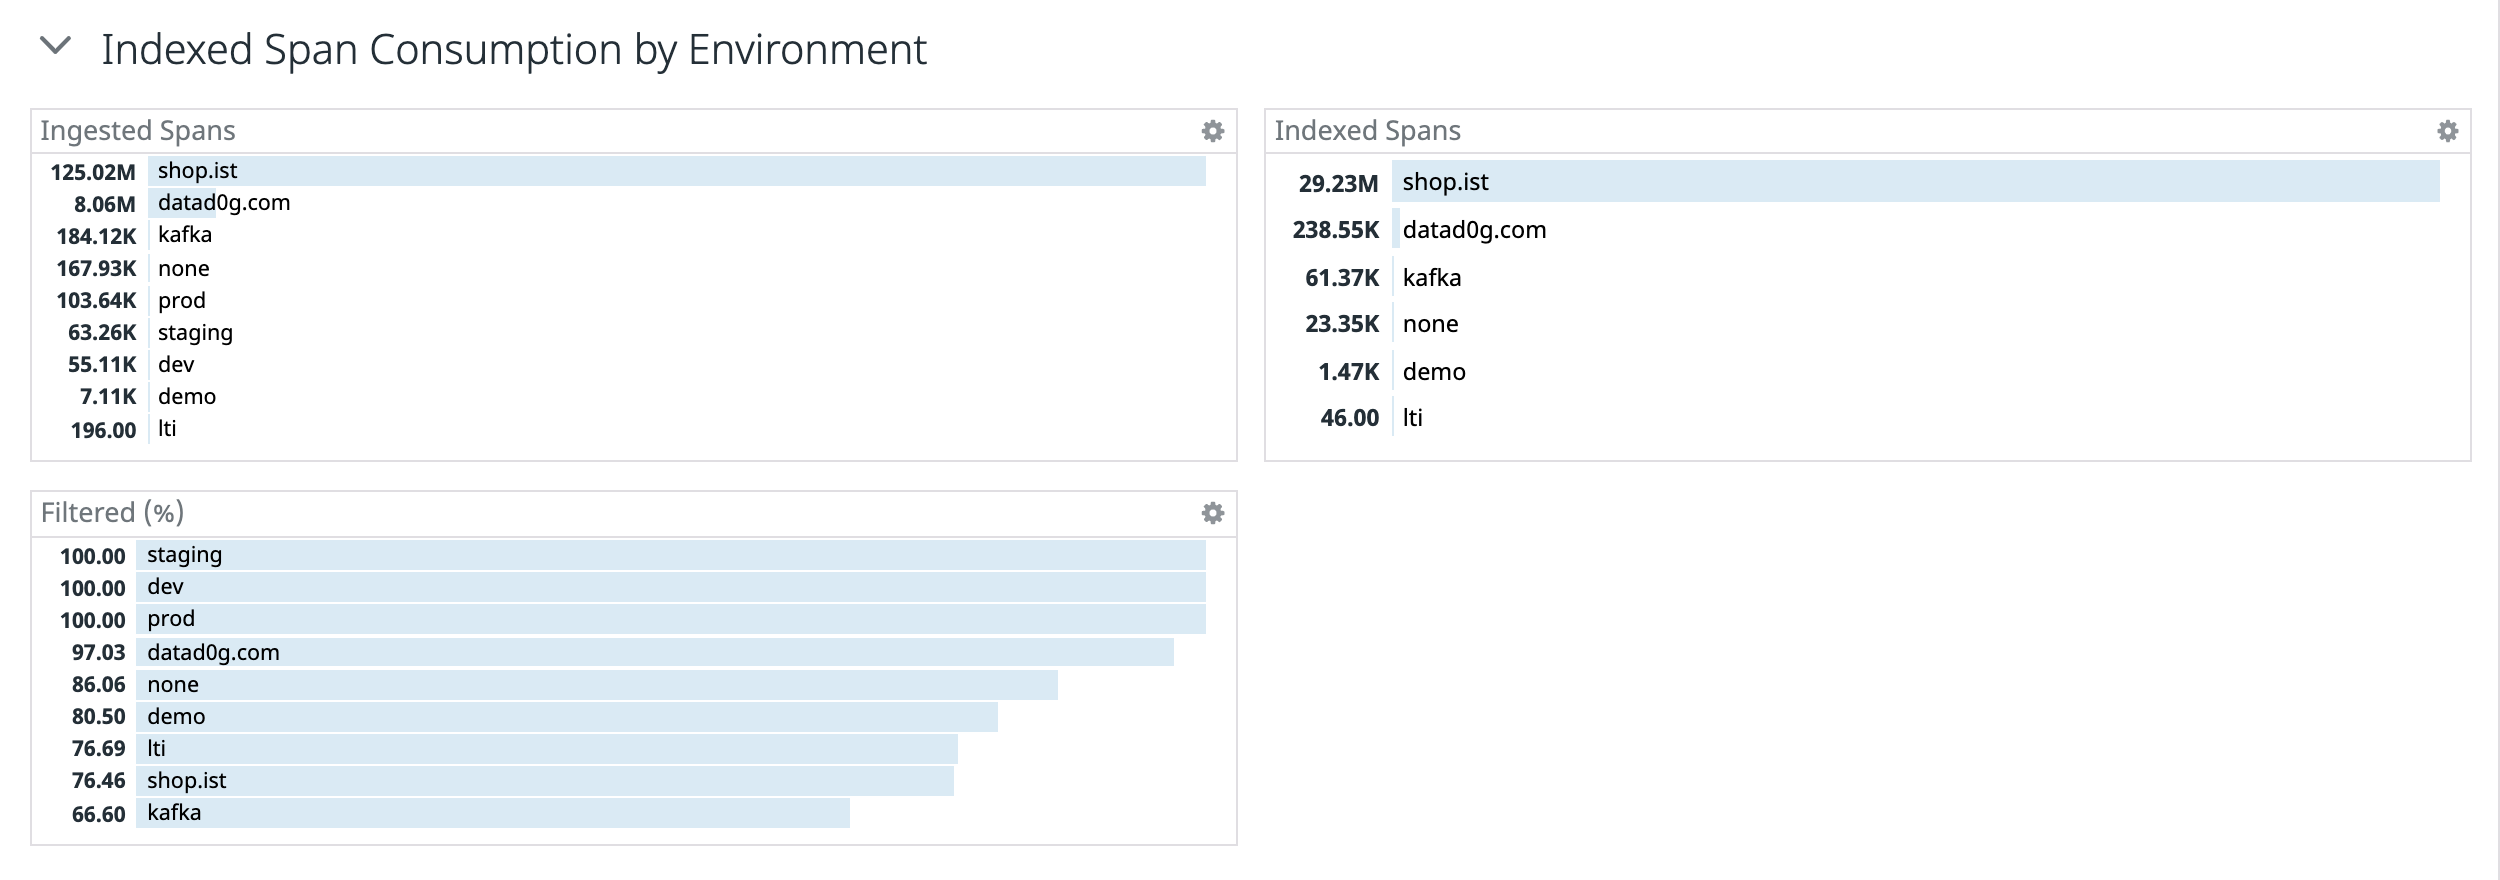 Indexed Span Consumption by Environment
Ingested Spans
125.02M shop.ist
8.06M datad0g.com
184.12K kafka
167.93K none
103.64K prod
63.26K staging
55.11K dev
7.11K demo
196.00 lti
Indexed Spans
29.23M shop.ist
238.55K datad0g.com
61.37K kafka
23.35K none
1.47K demo
46.00 lti
Filtered (%)
100.00 staging
100.00 dev
100.00 prod
97.03 datad0g.com
86.06 none
80.50 demo
76.69 lti
76.46 shop.ist
66.60 kafka